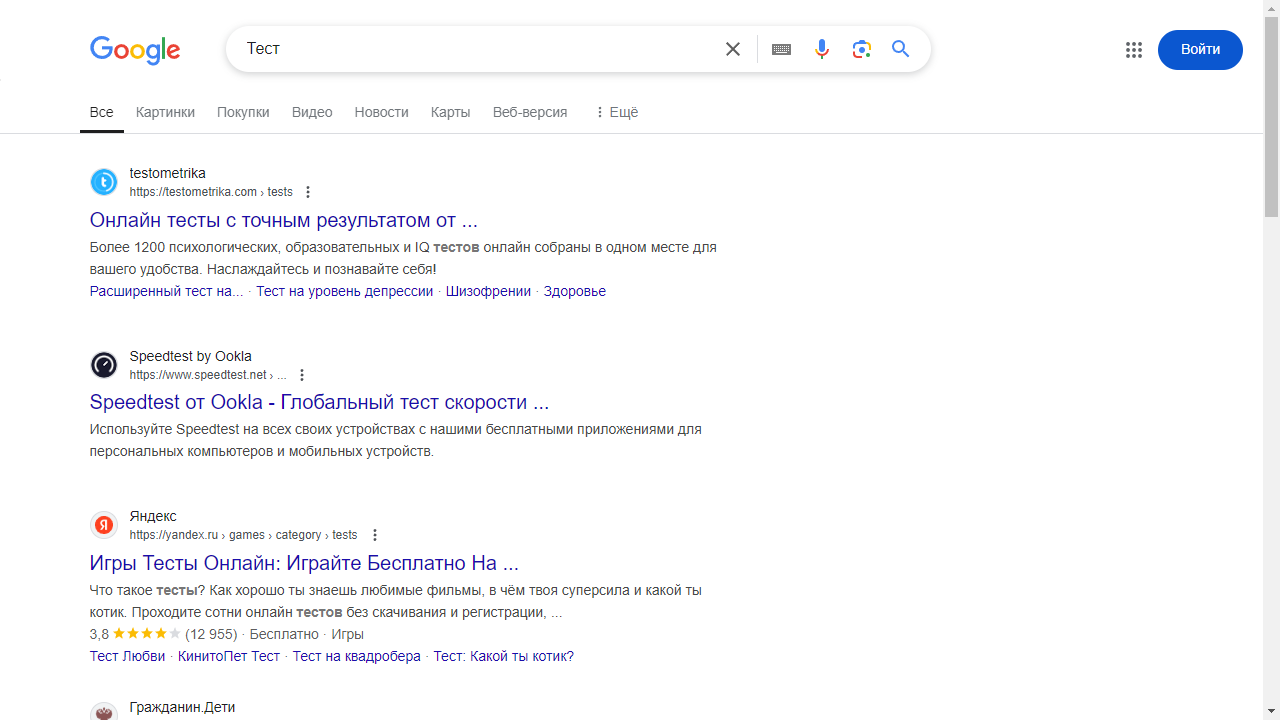 Google
Тест
Войти
Все Картинки Покупки Видео Новости Карты Веб-версия Ещё
testometrika
https://testometrika.com › tests
Онлайн тесты с точным результатом от ...
Более 1200 психологических, образовательных и IQ тестов онлайн собраны в одном месте для
вашего удобства. Наслаждайтесь и познавайте себя!
Расширенный тест на... · Тест на уровень депрессии · Шизофрении · Здоровье
Speedtest by Ookla
https://www.speedtest.net › ...
Speedtest от Ookla - Глобальный тест скорости ...
Используйте Speedtest на всех своих устройствах с нашими бесплатными приложениями для
персональных компьютеров и мобильных устройств.
Я
Яндекс
https://yandex.ru › games › category › tests
Игры Тесты Онлайн: Играйте Бесплатно На ...
Что такое тесты? Как хорошо ты знаешь любимые фильмы, в чём твоя суперсила и какой ты
котик. Проходите сотни онлайн тестов без скачивания и регистрации, ...
3,8 ★★★★★ (12 955) · Бесплатно · Игры
Тест Любви · КинитоПет Тест · Тест на квадробера · Тест: Какой ты котик?
Гражданин.Дети